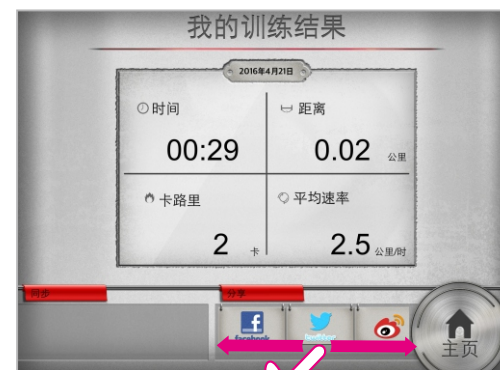 我的训练结果
2016年4月21日
时间
距离
00:29
0.02 公里
卡路里
平均速率
2 卡
2.5 公里/时
同步
分享
facebook
主页